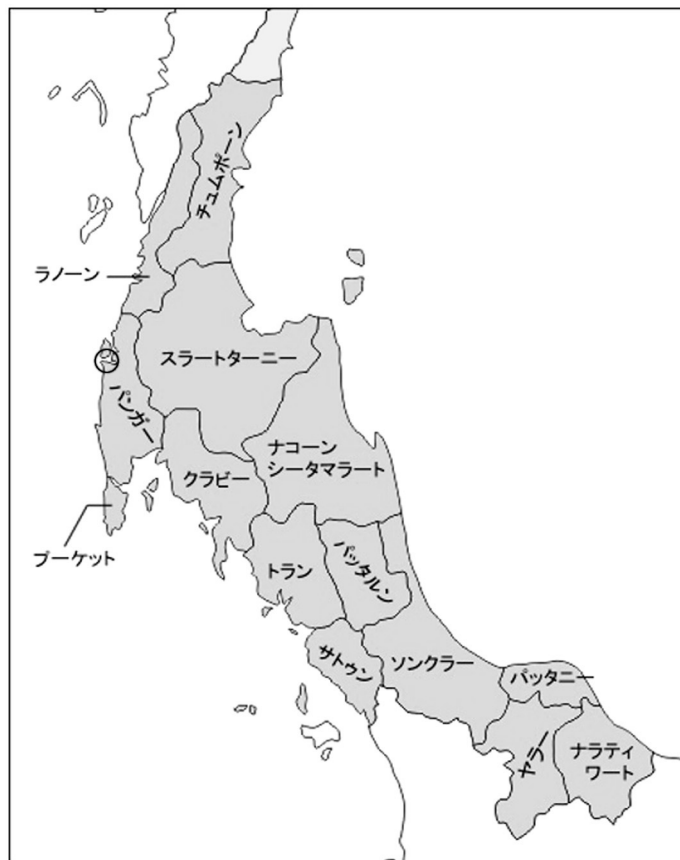 チュムポーン
ラノーン
スラートターニー
パンガー
ナコーン
シータマラート
クラビー
プーケット
トラン
パッタルン
サトゥン
ソンクラー
パッタニー
ヤラー
ナラティ
ワート